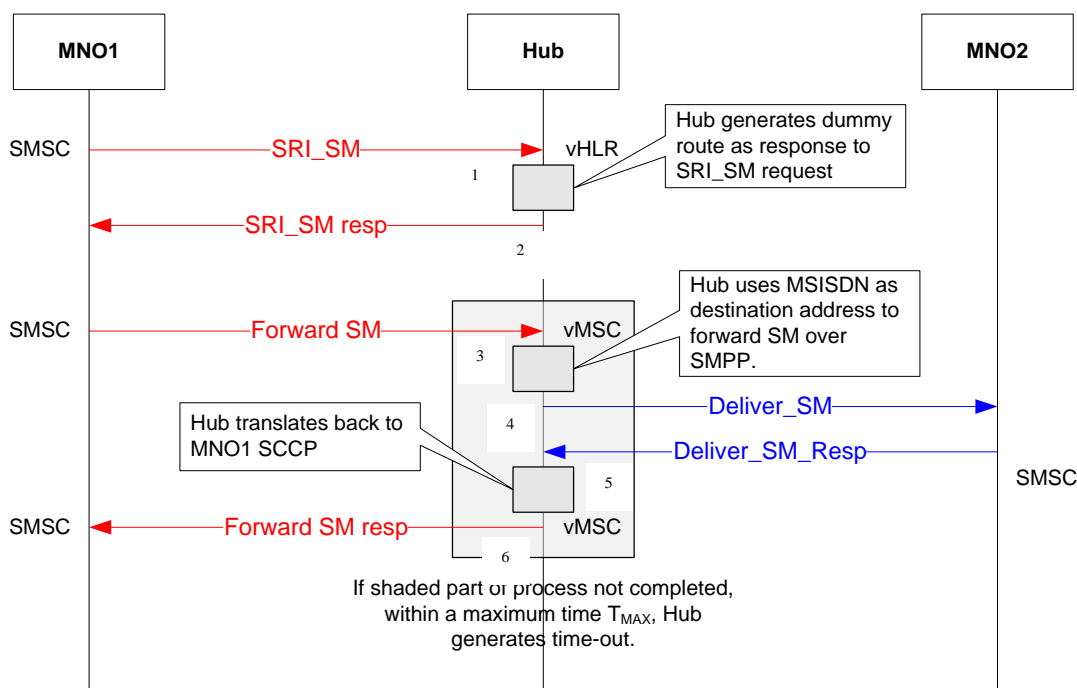 MNO1
Hub
MNO2
SMSC
SRI_SM
vHLR
Hub generates dummy
route as response to
SRI_SM request
1
SRI_SM resp
2
SMSC
Forward SM
vMSC
Hub uses MSISDN as
destination address to
forward SM over
SMPP.
3
Deliver_SM
4
Hub translates back to
MNO1 SCCP
Deliver_SM_Resp
SMSC
5
SMSC
Forward SM resp
vMSC
6
If shaded part of process not completed,
within a maximum time TMAX, Hub
generates time-out.